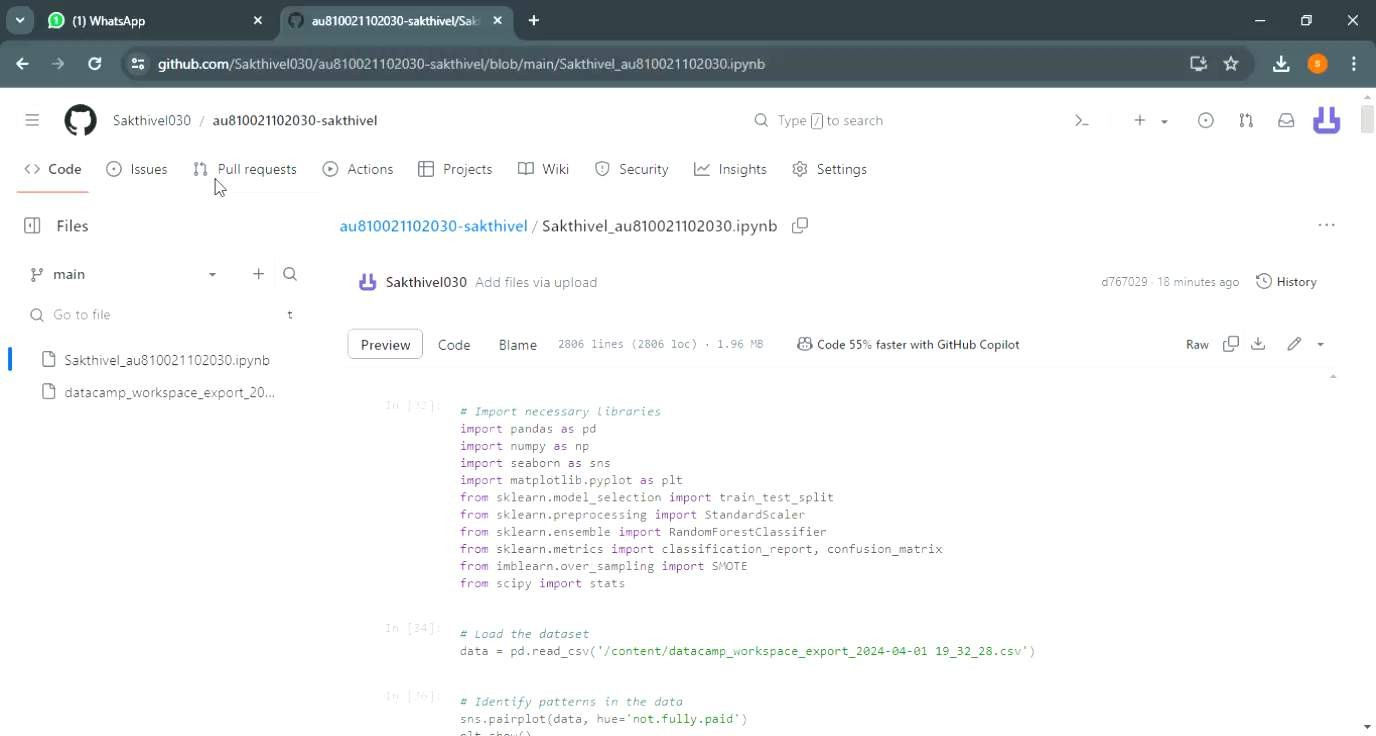 (1) WhatsApp
au810021102030-sakthivel/Sak
github.com/Sakthivel030/au810021102030-sakthivel/blob/main/Sakthivel_au810021102030.ipynb
S
Sakthivel030 / au810021102030-sakthivel
Type / to search
Code Issues Pull requests Actions Projects Wiki Security Insights Settings
Files
au810021102030-sakthivel / Sakthivel_au810021102030.ipynb
main
Sakthivel030 Add files via upload
d767029 · 18 minutes ago History
Go to file t
Preview Code Blame 2806 lines (2806 loc) · 1.96 MB Code 55% faster with GitHub Copilot Raw
Sakthivel_au810021102030.ipynb
datacamp_workspace_export_20...
In [32]:
# Import necessary libraries
import pandas as pd
import numpy as np
import seaborn as sns
import matplotlib.pyplot as plt
from sklearn.model_selection import train_test_split
from sklearn.preprocessing import StandardScaler
from sklearn.ensemble import RandomForestClassifier
from sklearn.metrics import classification_report, confusion_matrix
from imblearn.over_sampling import SMOTE
from scipy import stats
In [34]:
# Load the dataset
data = pd.read_csv('/content/datacamp_workspace_export_2024-04-01 19_32_28.csv')
In [36]:
# Identify patterns in the data
sns.pairplot(data, hue='not.fully.paid')
plt.show()